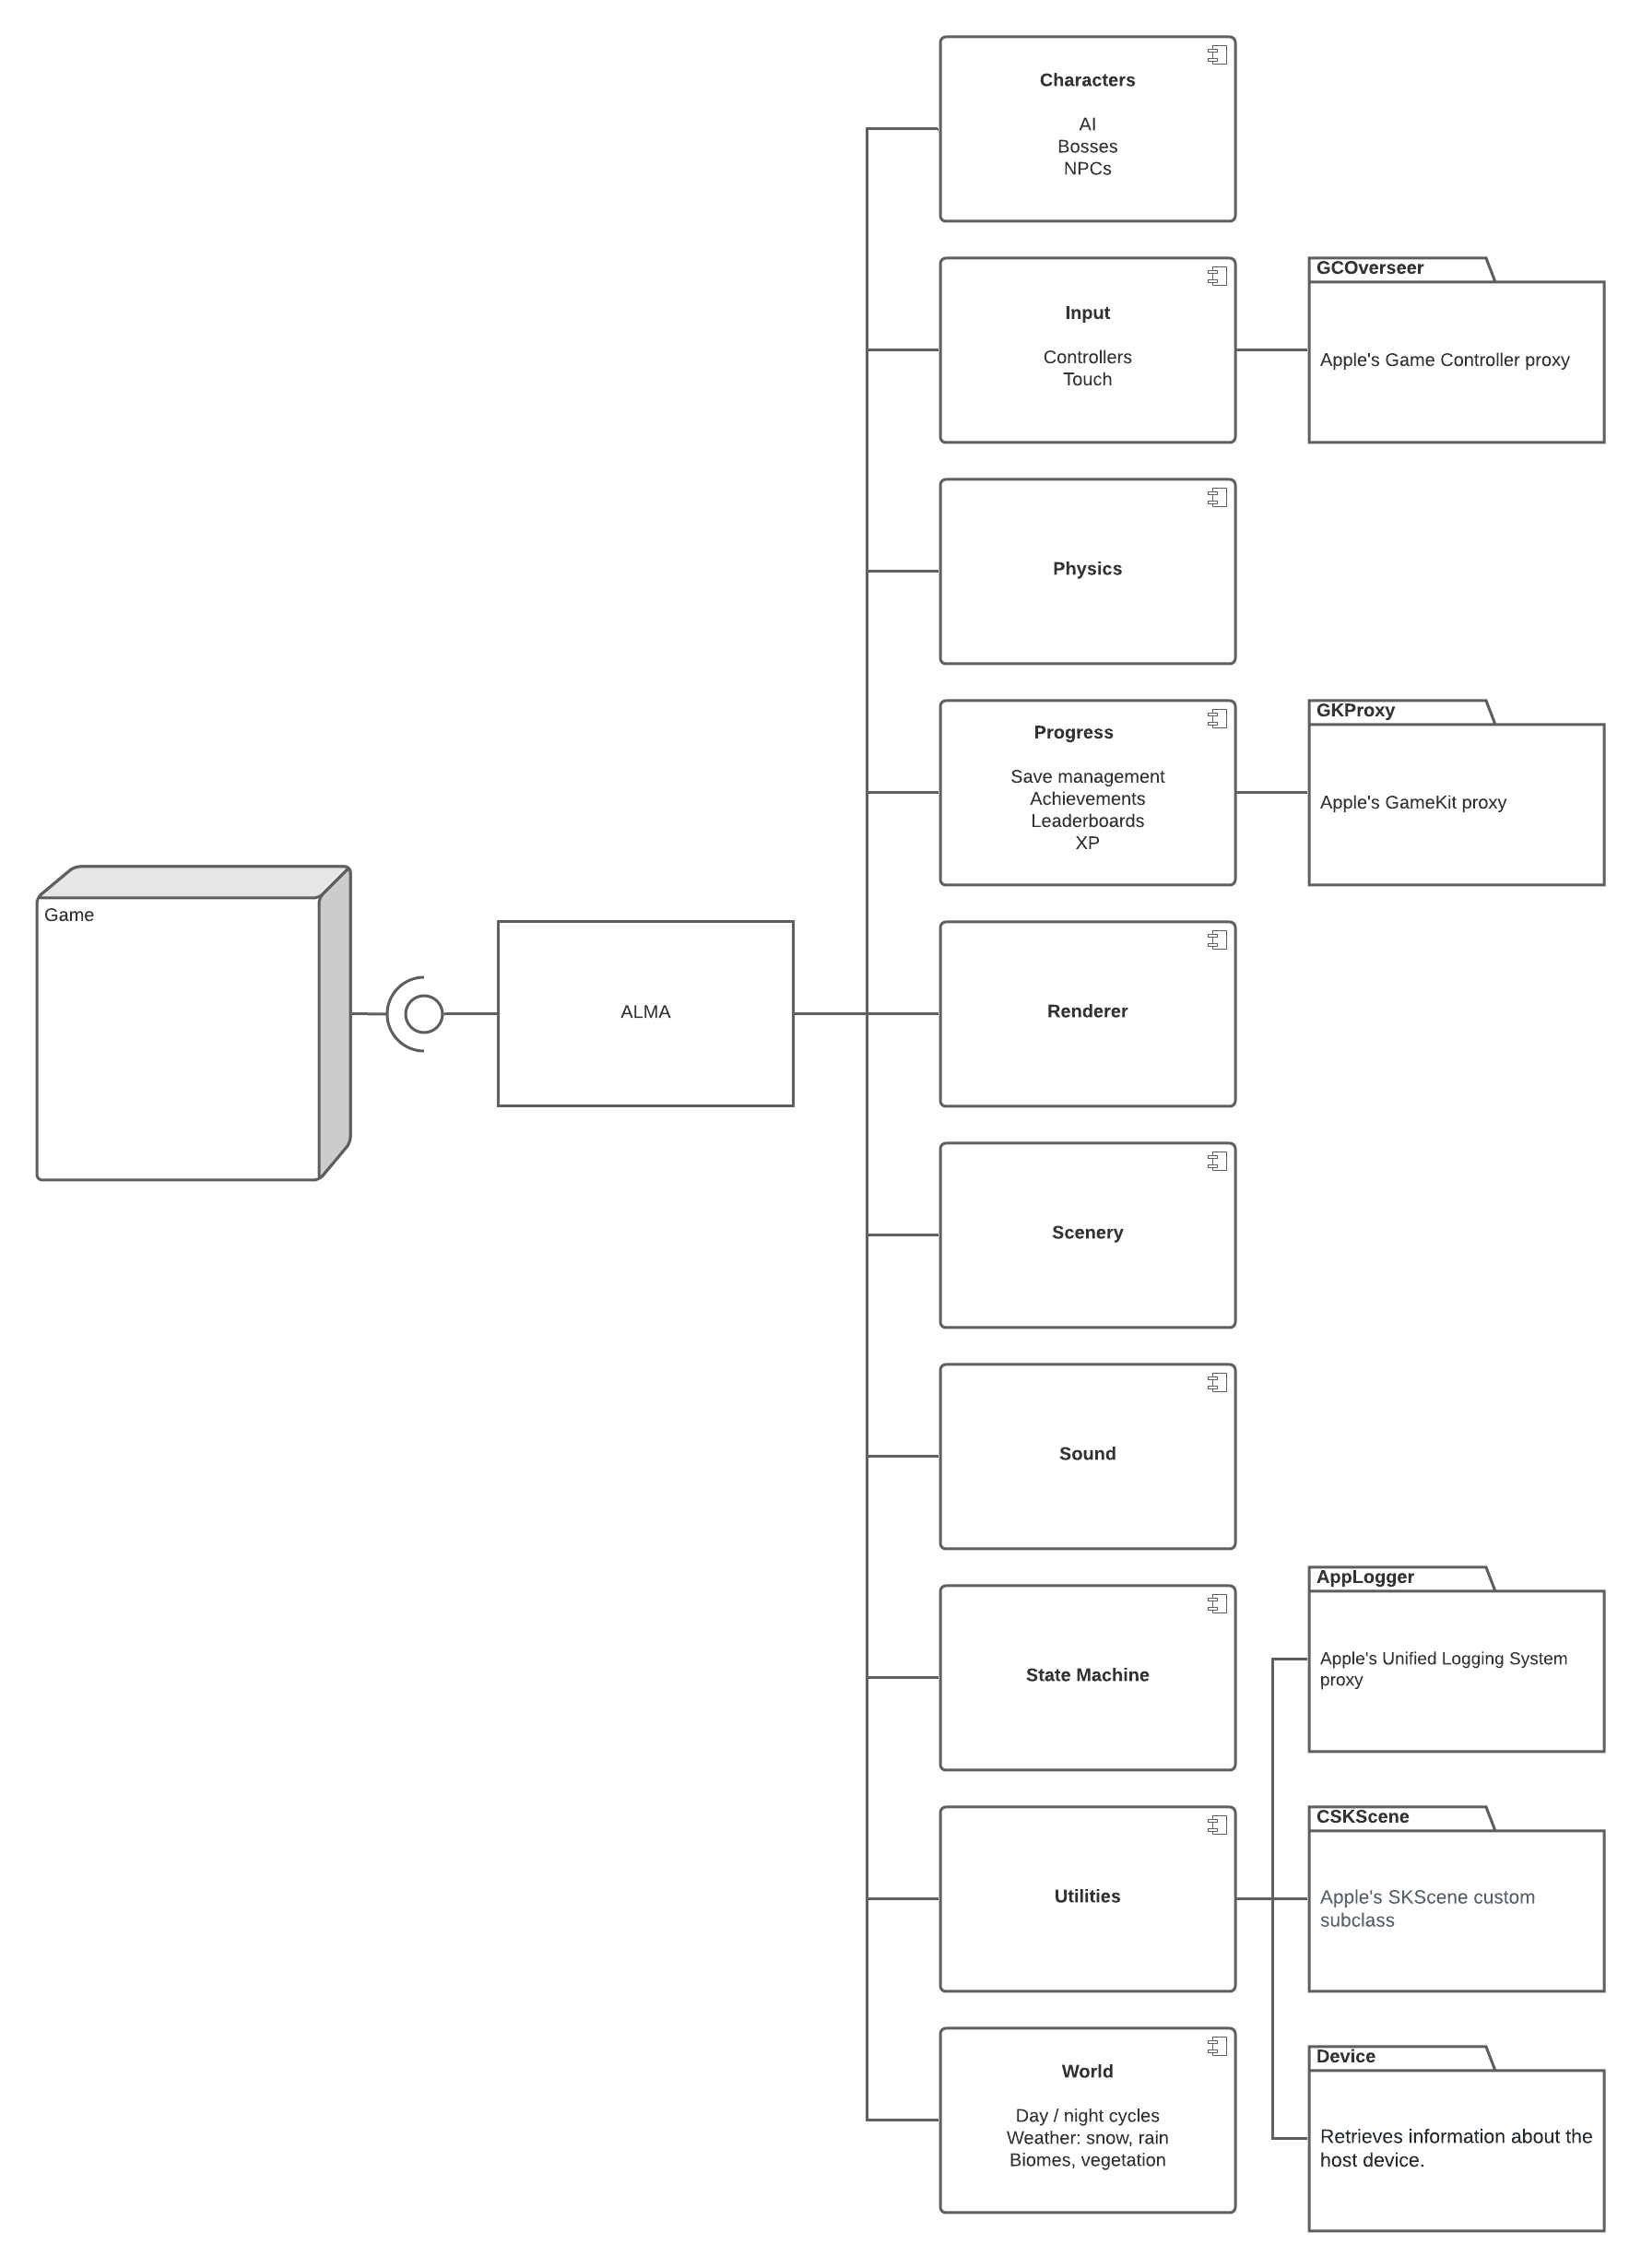 Characters
AI
Bosses
NPCs
Input
Controllers
Touch
GCOverseer
Apple's Game Controller proxy
Physics
Progress
Save management
Achievements
Leaderboards
XP
GKProxy
Apple's GameKit proxy
Game
ALMA
Renderer
Scenery
Sound
State Machine
AppLogger
Apple's Unified Logging System
proxy
Utilities
CSKScene
Apple's SKScene custom
subclass
World
Day / night cycles
Weather: snow, rain
Biomes, vegetation
Device
Retrieves information about the
host device.